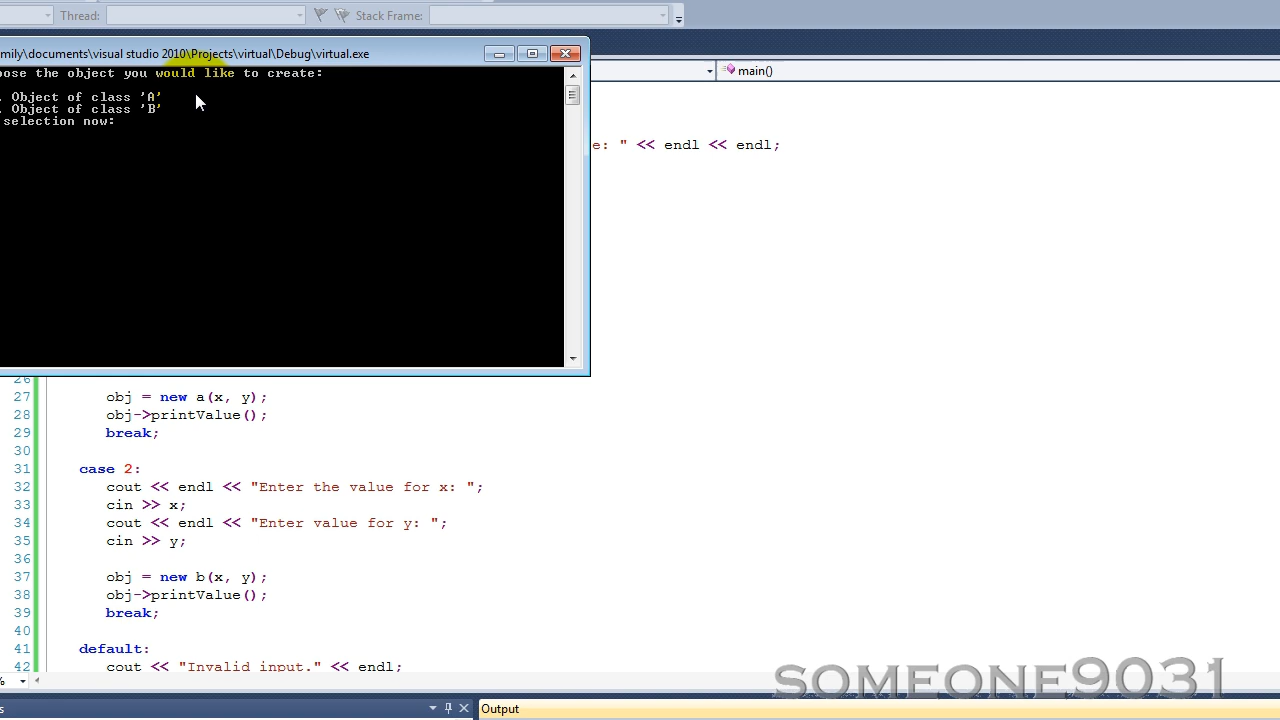 Thread:
Stack Frame:
mily\documents\visual studio 2010\Projects\virtual\Debug\virtual.exe
oose the object you would like to create:
. Object of class 'A'
. Object of class 'B'
selection now:
main()
e: " << endl << endl;
26
27 obj = new a(x, y);
28 obj->printValue();
29 break;
30
31 case 2:
32 cout << endl << "Enter the value for x: ";
33 cin >> x;
34 cout << endl << "Enter value for y: ";
35 cin >> y;
36
37 obj = new b(x, y);
38 obj->printValue();
39 break;
40
41 default:
42 cout << "Invalid input." << endl;
%
s
Output
SOMEONE9031